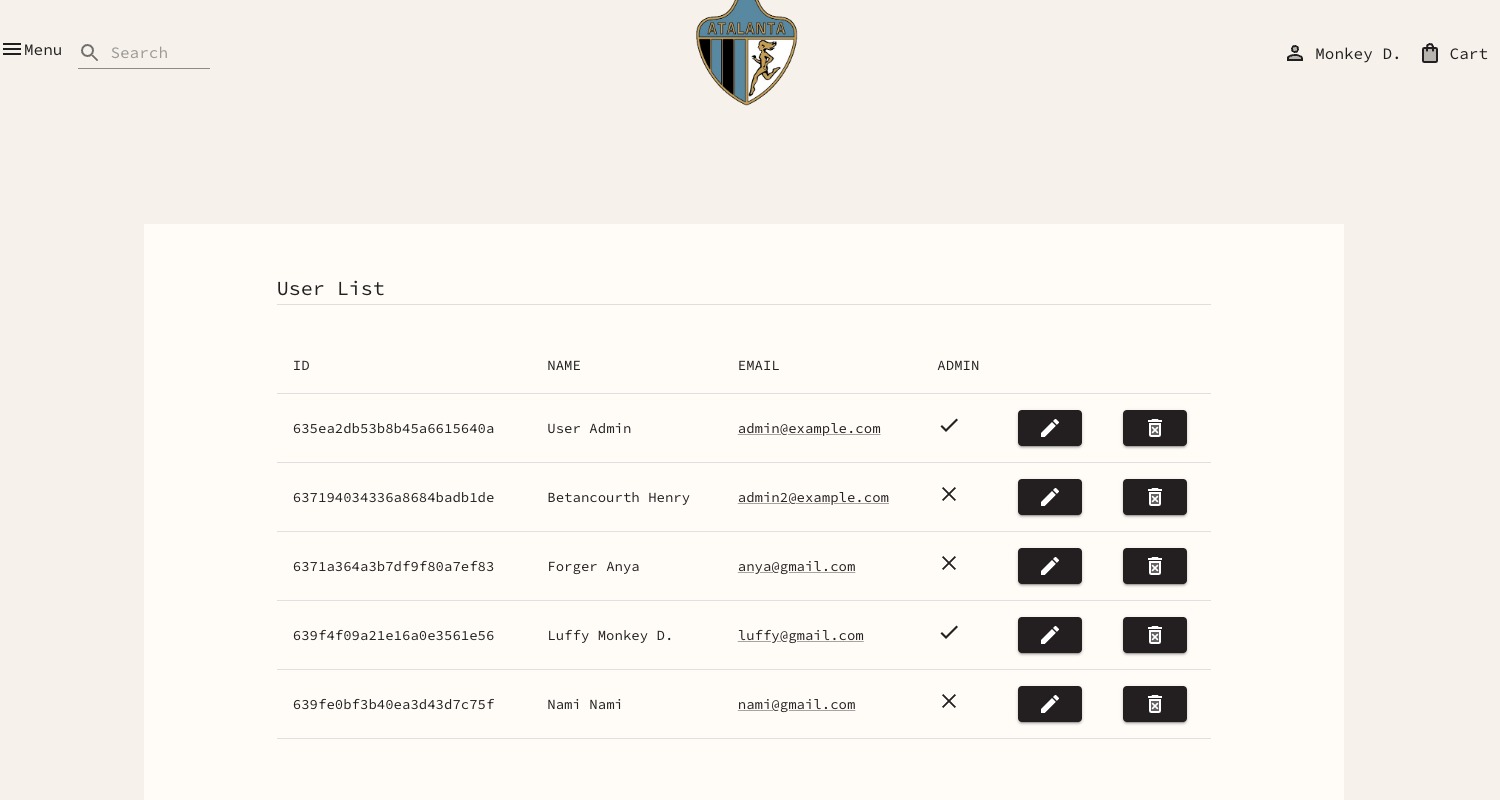 Menu
Search
ATALANTA
Monkey D.
Cart
User List
ID NAME EMAIL ADMIN
635ea2db53b8b45a6615640a User Admin admin@example.com
637194034336a8684badb1de Betancourth Henry admin2@example.com
6371a364a3b7df9f80a7ef83 Forger Anya anya@gmail.com
639f4f09a21e16a0e3561e56 Luffy Monkey D. luffy@gmail.com
639fe0bf3b40ea3d43d7c75f Nami Nami nami@gmail.com